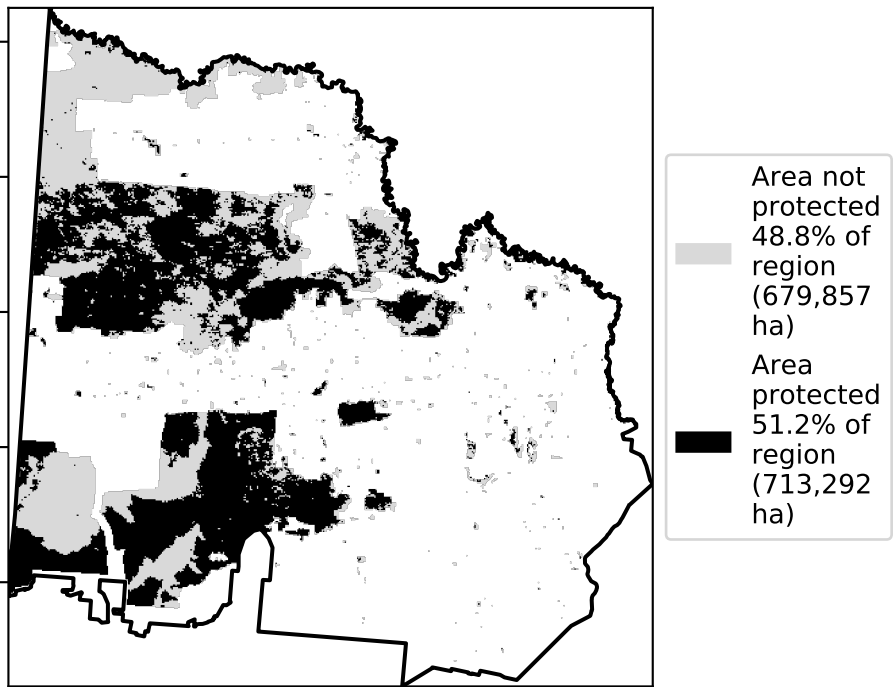 Area not
protected
48.8% of
region
(679,857
ha)
Area
protected
51.2% of
region
(713,292
ha)